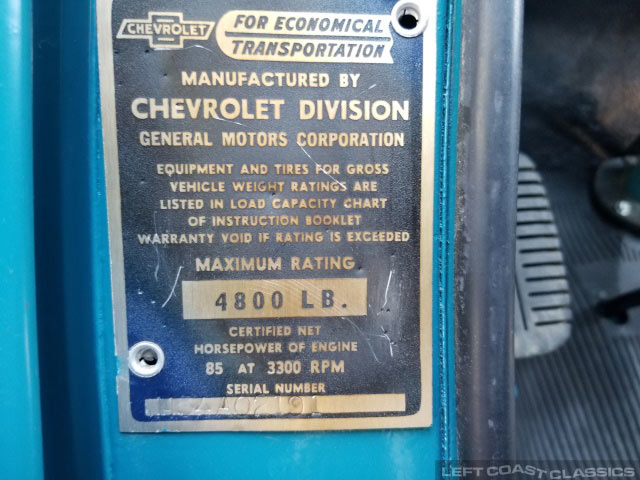 CHEVROLET
FOR ECONOMICAL
TRANSPORTATION
MANUFACTURED BY
CHEVROLET DIVISION
GENERAL MOTORS CORPORATION
EQUIPMENT AND TIRES FOR GROSS
VEHICLE WEIGHT RATINGS ARE
LISTED IN LOAD CAPACITY CHART
OF INSTRUCTION BOOKLET
WARRANTY VOID IF RATING IS EXCEEDED
MAXIMUM RATING
4800 LB.
CERTIFIED NET
HORSEPOWER OF ENGINE
85 AT 3300 RPM
SERIAL NUMBER
LEFT COAST CLASSICS